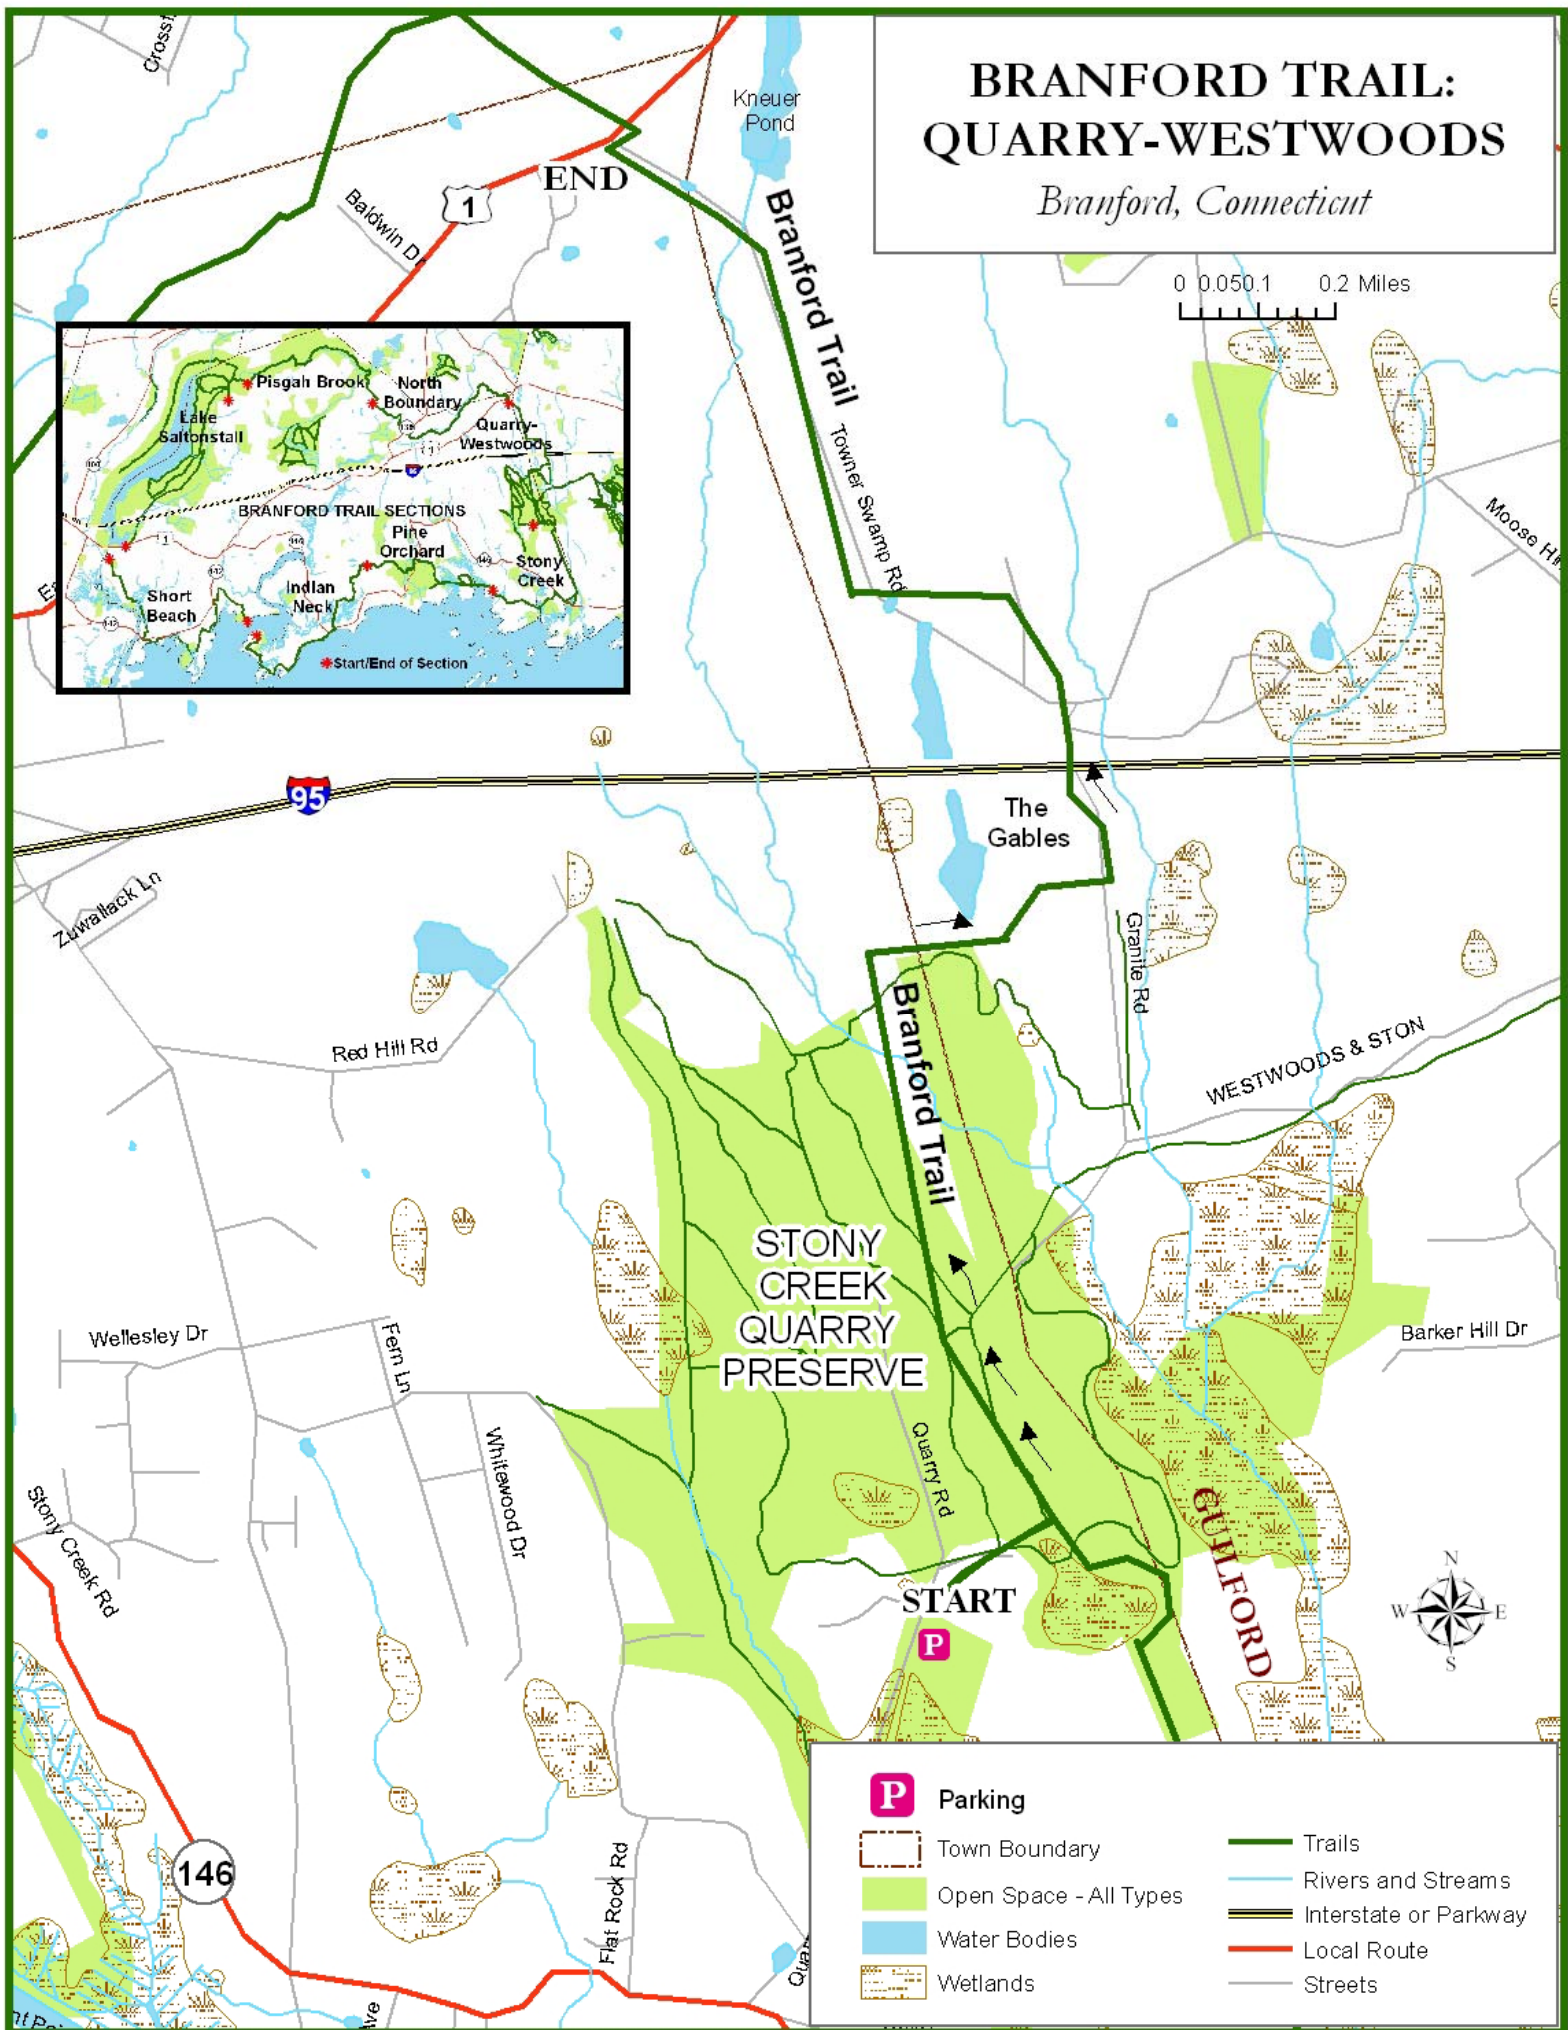 BRANFORD TRAIL:
QUARRY-WESTWOODS
Branford, Connecticut
0 0.050.1 0.2 Miles
Kneuer
Pond
END
1
Baldwin Dr
Branford Trail
Towner Swamp Rd
Pisgah Brook
North
Boundary
Lake
Saltonstall
Quarry-
Westwoods
BRANFORD TRAIL SECTIONS
Pine
Orchard
Stony
Creek
Indian
Neck
Short
Beach
Start/End of Section
Moose Hi
95
The
Gables
Zuwallack Ln
Granite Rd
Red Hill Rd
Branford Trail
WESTWOODS & STON
STONY
CREEK
QUARRY
PRESERVE
Wellesley Dr
Fern Ln
Barker Hill Dr
Whitewood Dr
Quarry Rd
Stony Creek Rd
GUILFORD
START
P
N
W E
S
146
Flat Rock Rd
Quar
P Parking
Town Boundary
Open Space - All Types
Water Bodies
Wetlands
Trails
Rivers and Streams
Interstate or Parkway
Local Route
Streets